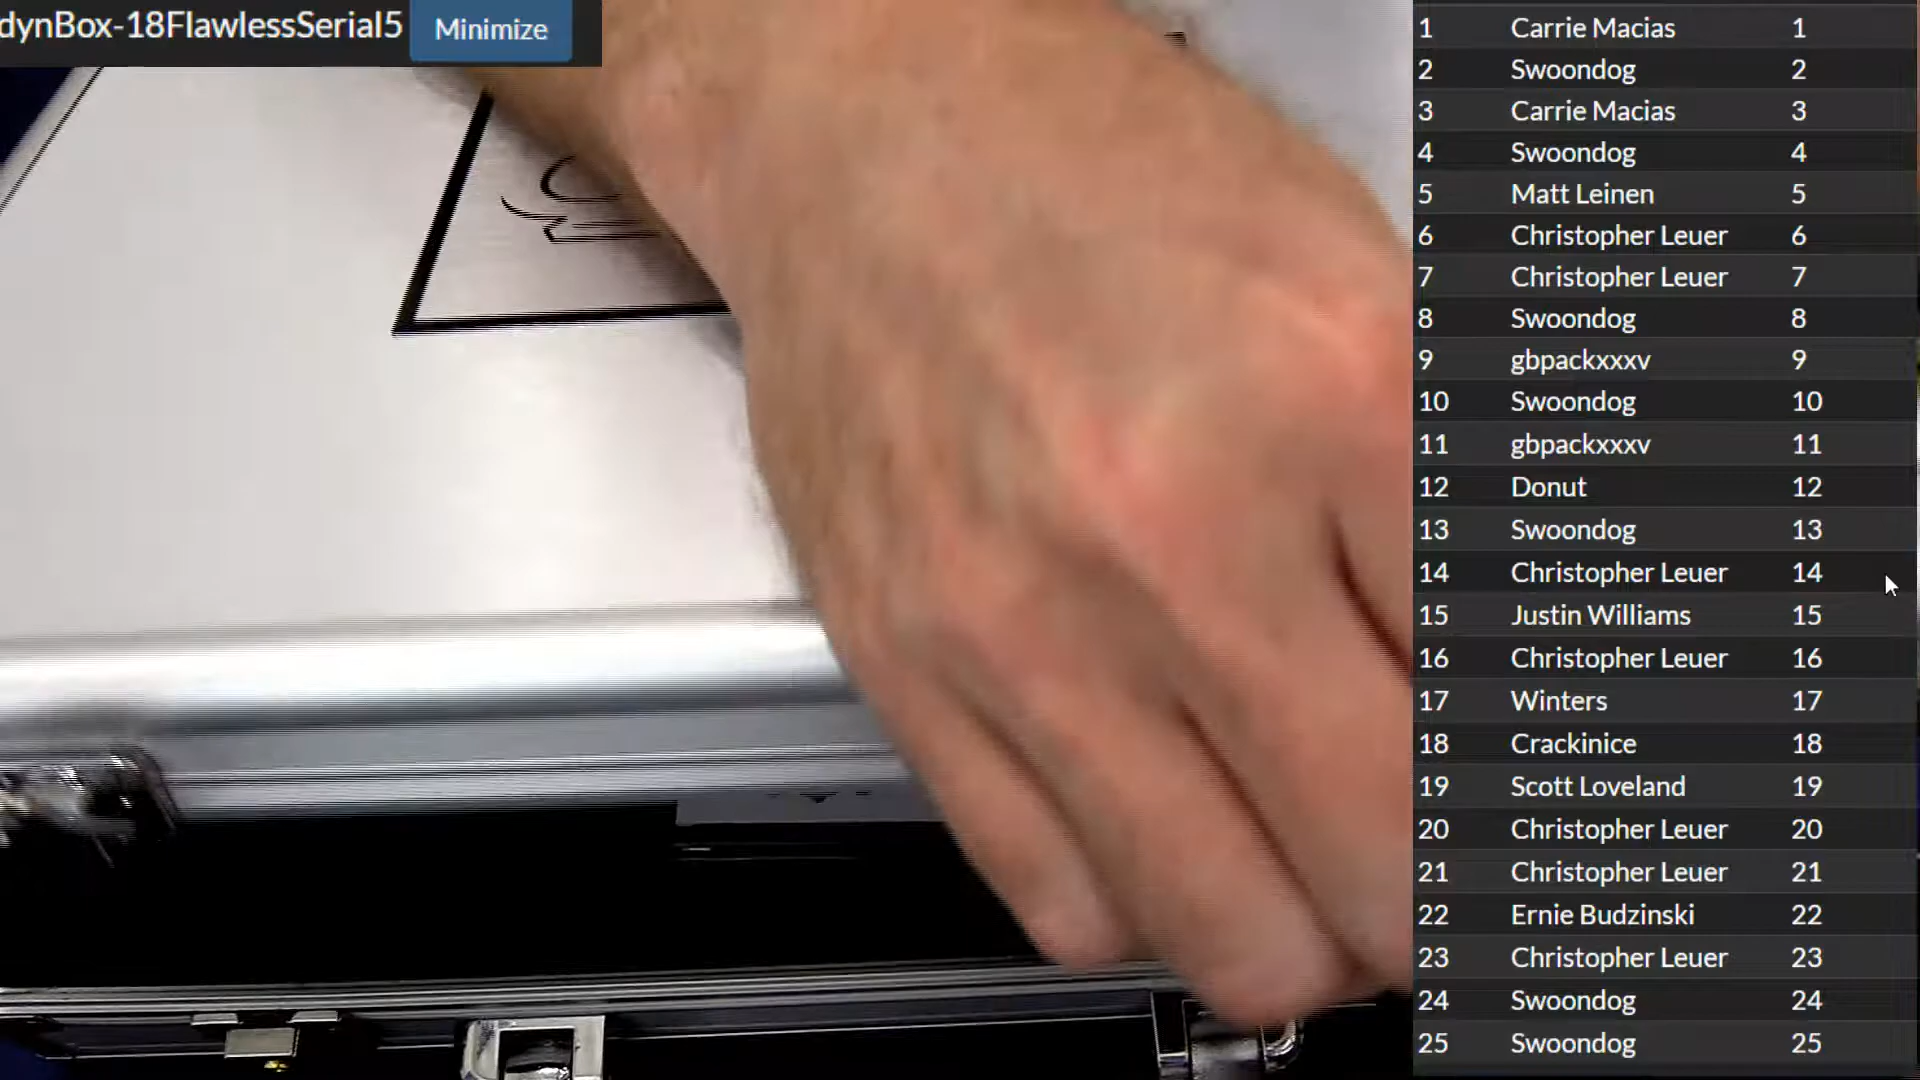 dynBox-18FlawlessSerial5 Minimize
1 Carrie Macias 1
2 Swoondog 2
3 Carrie Macias 3
4 Swoondog 4
5 Matt Leinen 5
6 Christopher Leuer 6
7 Christopher Leuer 7
8 Swoondog 8
9 gbpackxxxv 9
10 Swoondog 10
11 gbpackxxxv 11
12 Donut 12
13 Swoondog 13
14 Christopher Leuer 14
15 Justin Williams 15
16 Christopher Leuer 16
17 Winters 17
18 Crackinice 18
19 Scott Loveland 19
20 Christopher Leuer 20
21 Christopher Leuer 21
22 Ernie Budzinski 22
23 Christopher Leuer 23
24 Swoondog 24
25 Swoondog 25